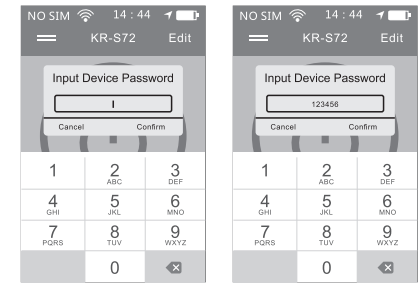 NO SIM 14 : 44
KR-S72 Edit
Input Device Password
Cancel Confirm
1 2 3
ABC DEF
4 5 6
GHI JKL MNO
7 8 9
PQRS TUV WXYZ
0
NO SIM 14 : 44
KR-S72 Edit
Input Device Password
123456
Cancel Confirm
1 2 3
ABC DEF
4 5 6
GHI JKL MNO
7 8 9
PQRS TUV WXYZ
0